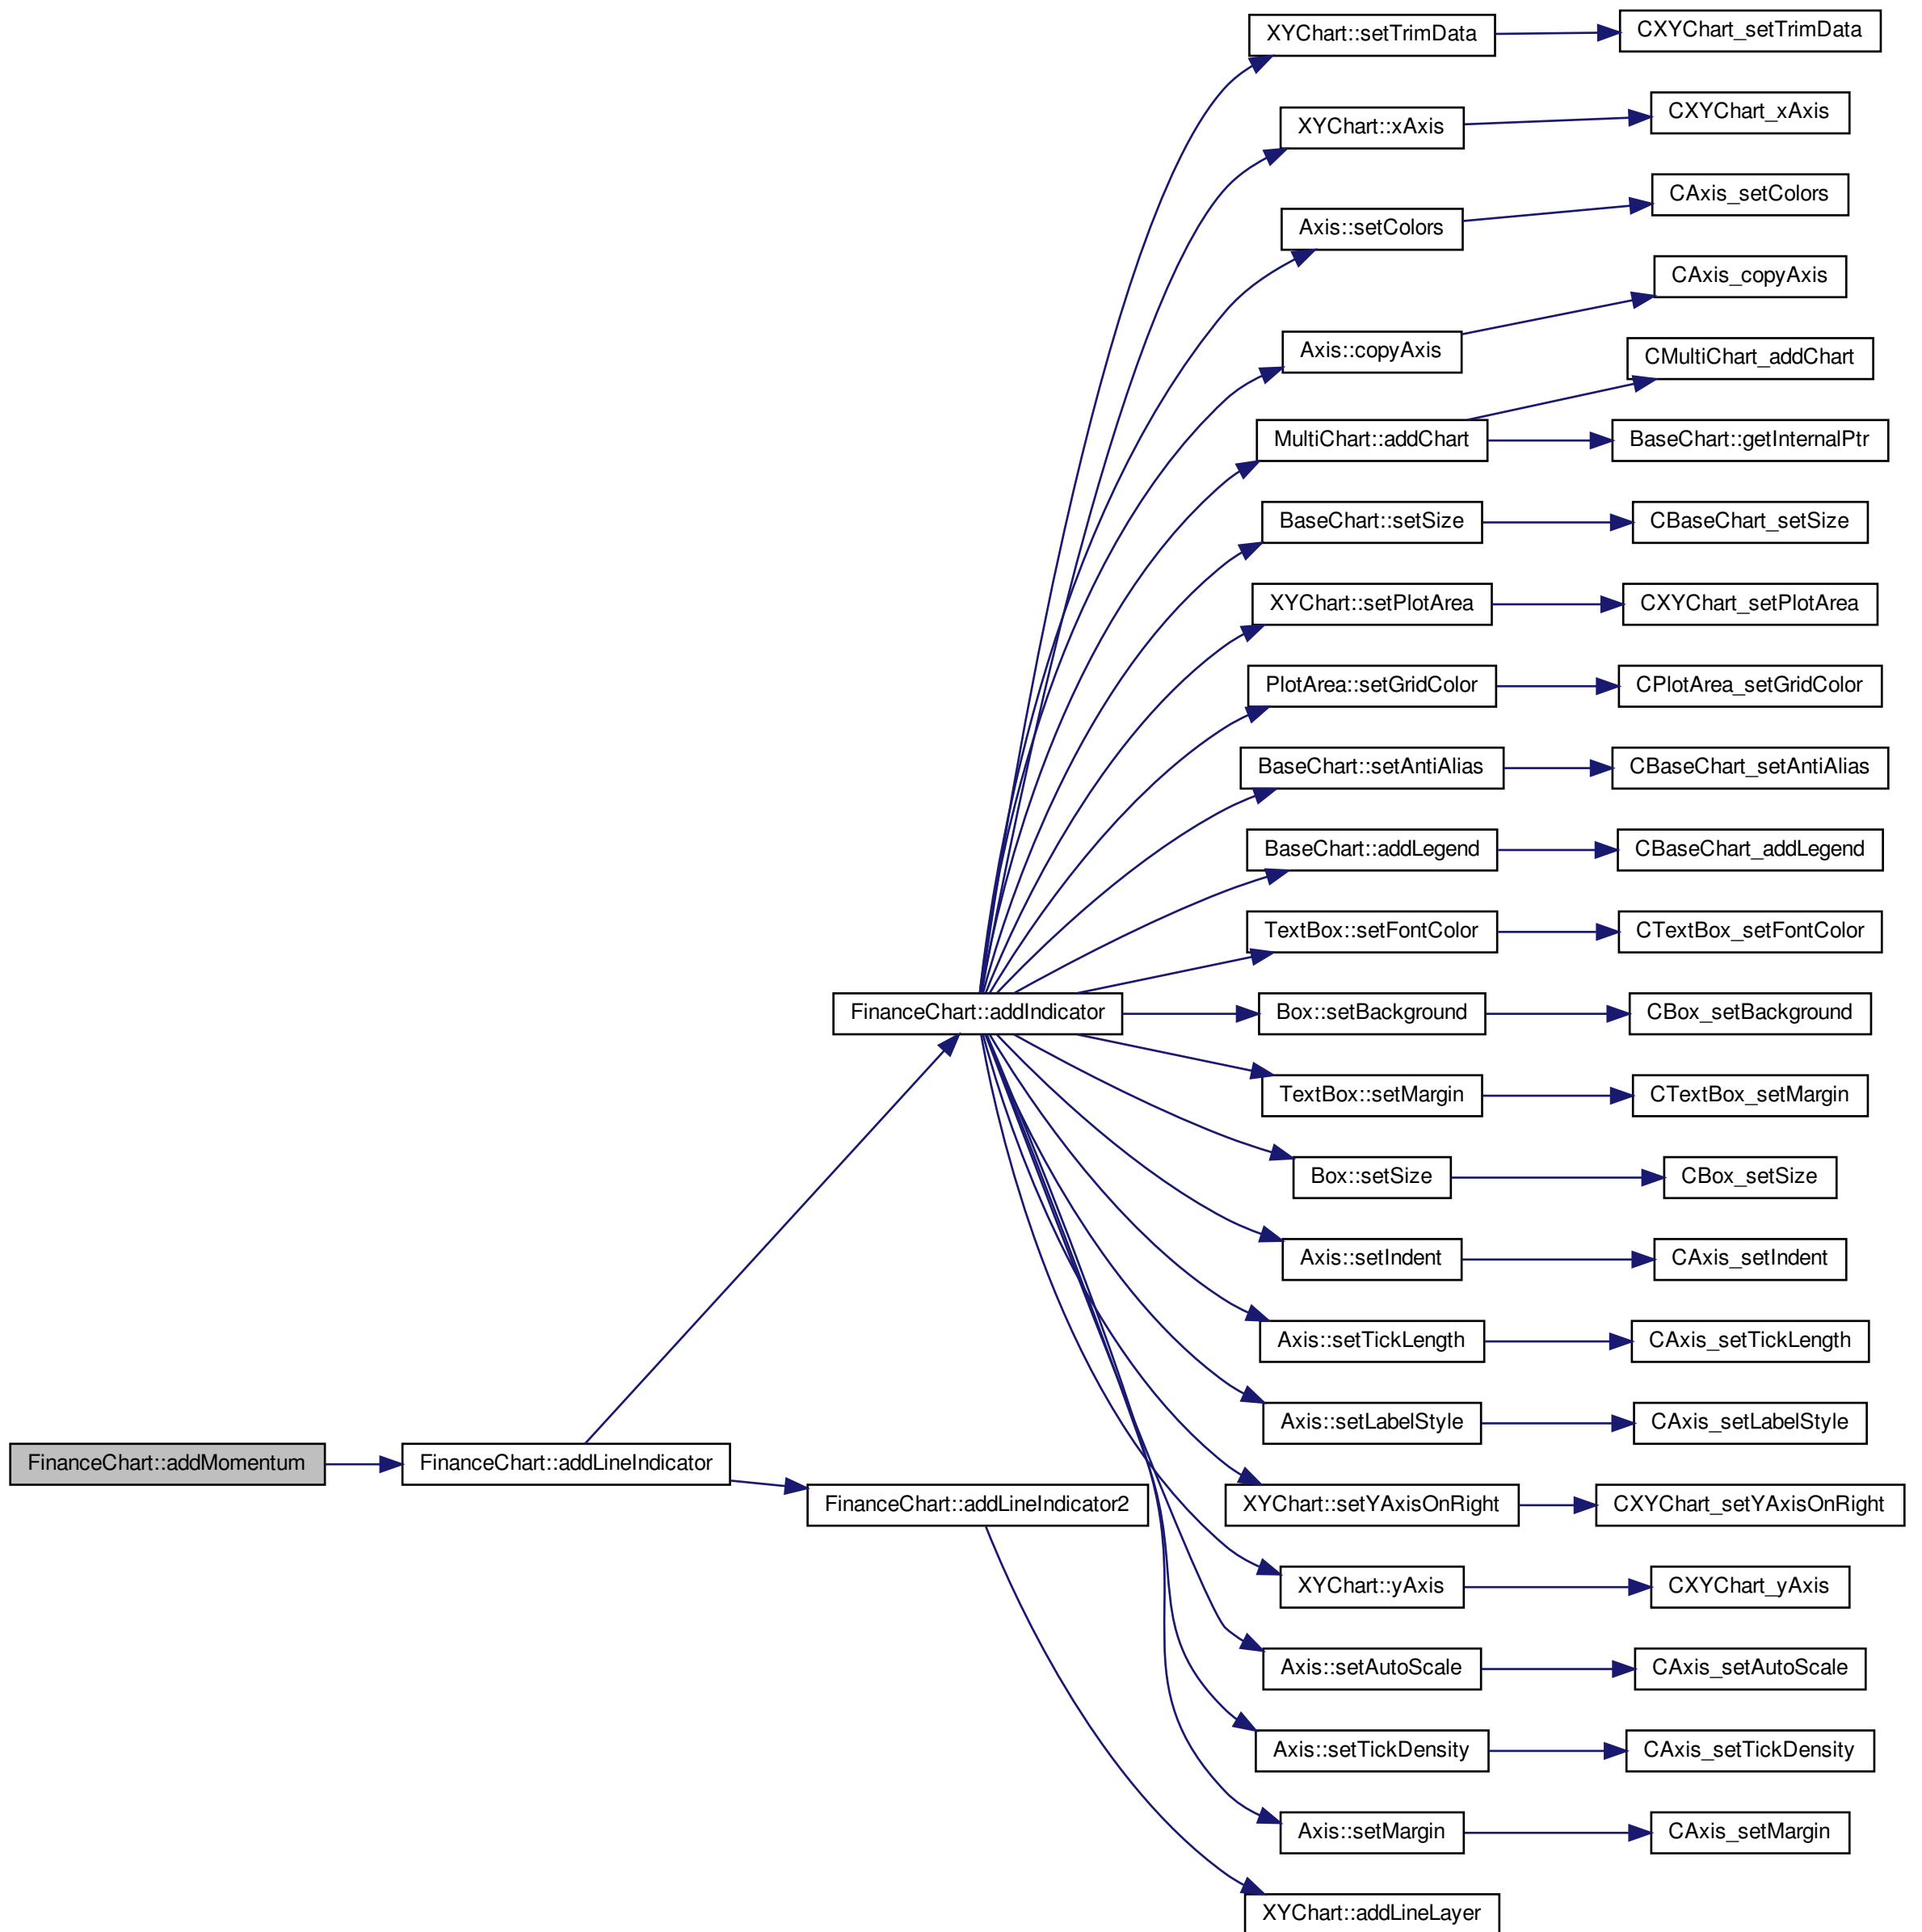 XYChart::setTrimData
CXYChart_setTrimData
XYChart::xAxis
CXYChart_xAxis
Axis::setColors
CAxis_setColors
Axis::copyAxis
CAxis_copyAxis
CMultiChart_addChart
MultiChart::addChart
BaseChart::getInternalPtr
BaseChart::setSize
CBaseChart_setSize
XYChart::setPlotArea
CXYChart_setPlotArea
PlotArea::setGridColor
CPlotArea_setGridColor
BaseChart::setAntiAlias
CBaseChart_setAntiAlias
BaseChart::addLegend
CBaseChart_addLegend
TextBox::setFontColor
CTextBox_setFontColor
FinanceChart::addIndicator
Box::setBackground
CBox_setBackground
TextBox::setMargin
CTextBox_setMargin
Box::setSize
CBox_setSize
Axis::setIndent
CAxis_setIndent
Axis::setTickLength
CAxis_setTickLength
Axis::setLabelStyle
CAxis_setLabelStyle
FinanceChart::addMomentum
FinanceChart::addLineIndicator
FinanceChart::addLineIndicator2
XYChart::setYAxisOnRight
CXYChart_setYAxisOnRight
XYChart::yAxis
CXYChart_yAxis
Axis::setAutoScale
CAxis_setAutoScale
Axis::setTickDensity
CAxis_setTickDensity
Axis::setMargin
CAxis_setMargin
XYChart::addLineLayer